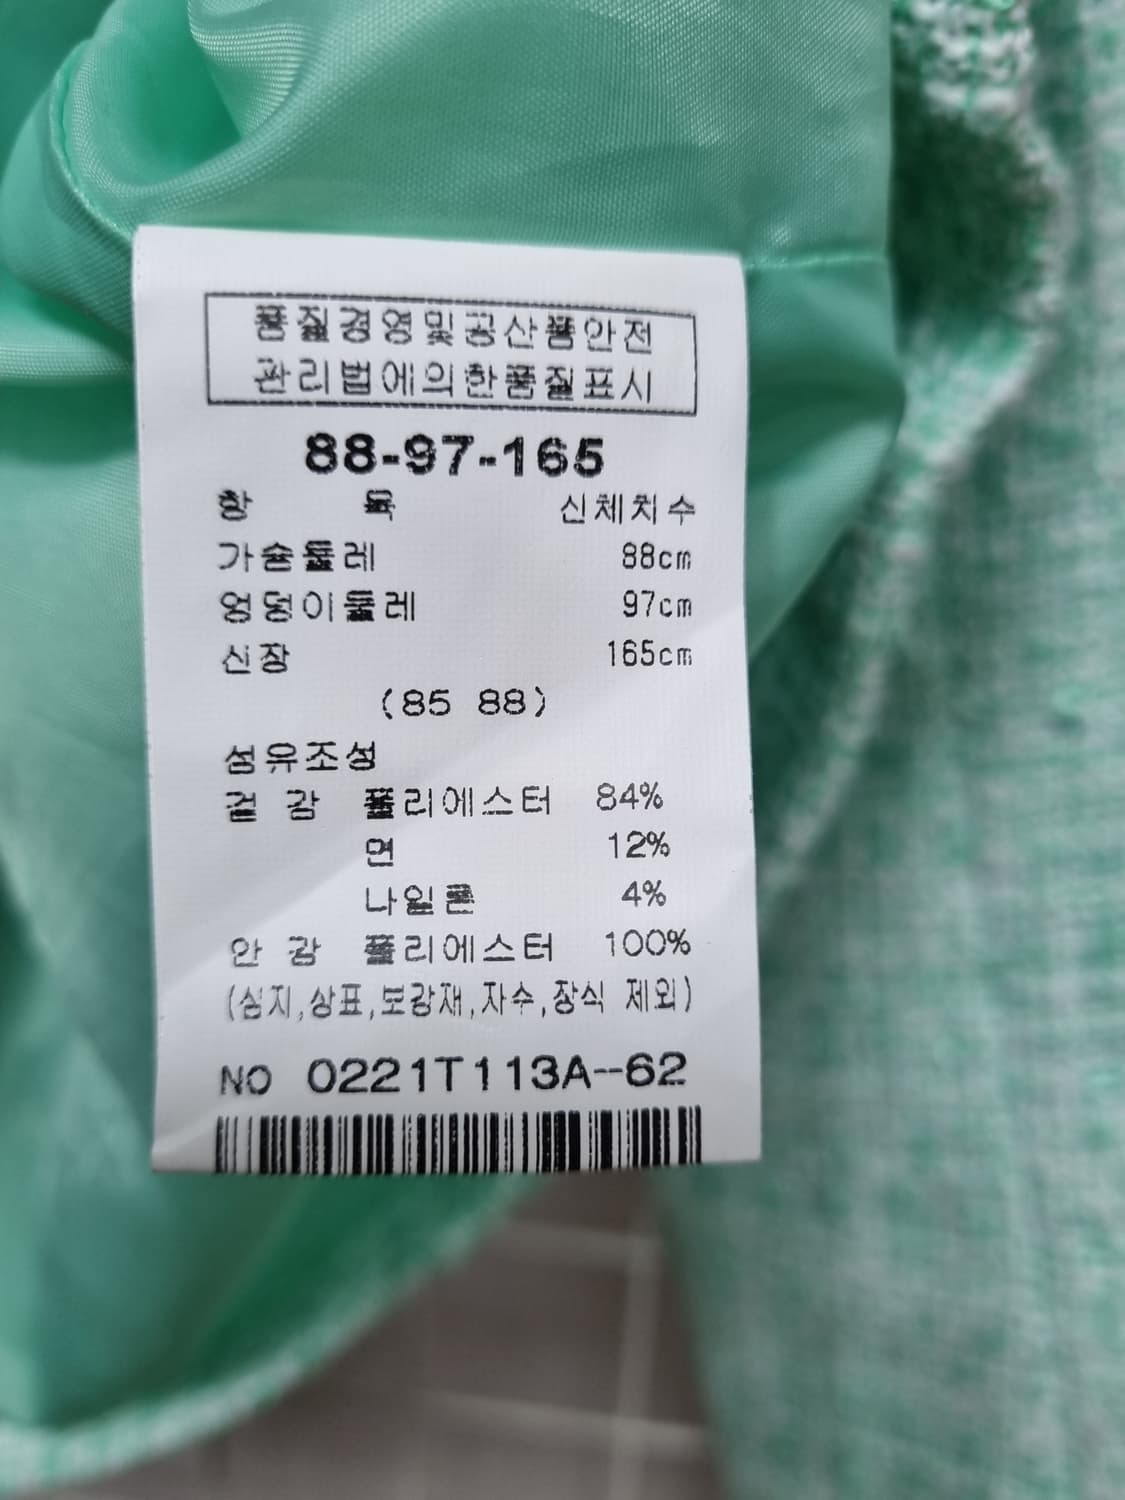 품질경영및공산품안전
관리법에의한품질표시
88-97-165
항 목 신체치수
가슴둘레 88cm
엉덩이둘레 97cm
신장 165cm
(85 88)
섬유조성
겉 감 폴리에스터 84%
면 12%
나일론 4%
안 감 폴리에스터 100%
(심지,상표,보강재,자수,장식 제외)
NO 0221T113A-62